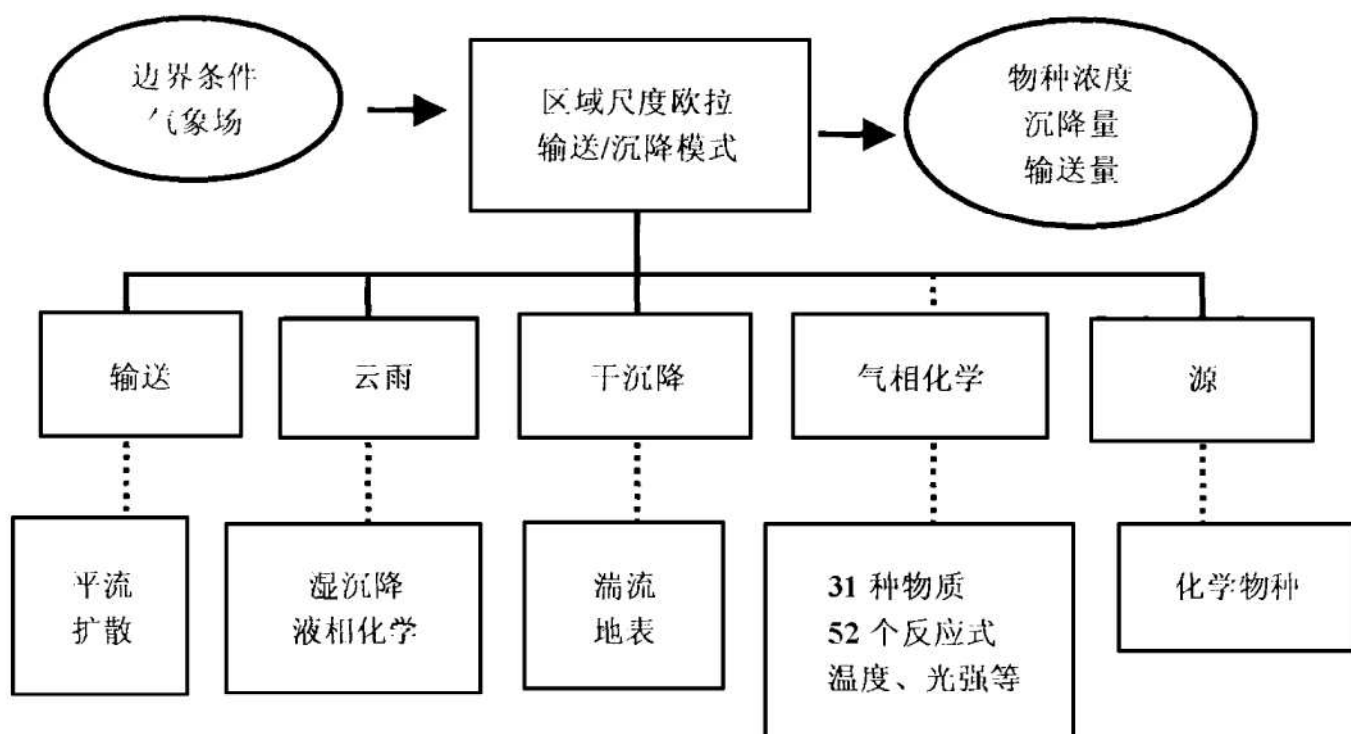 边界条件
气象场
区域尺度欧拉
输送/沉降模式
物种浓度
沉降量
输送量
输送
云雨
干沉降
气相化学
源
平流
扩散
湿沉降
液相化学
湍流
地表
31 种物质
52 个反应式
温度、光强等
化学物种